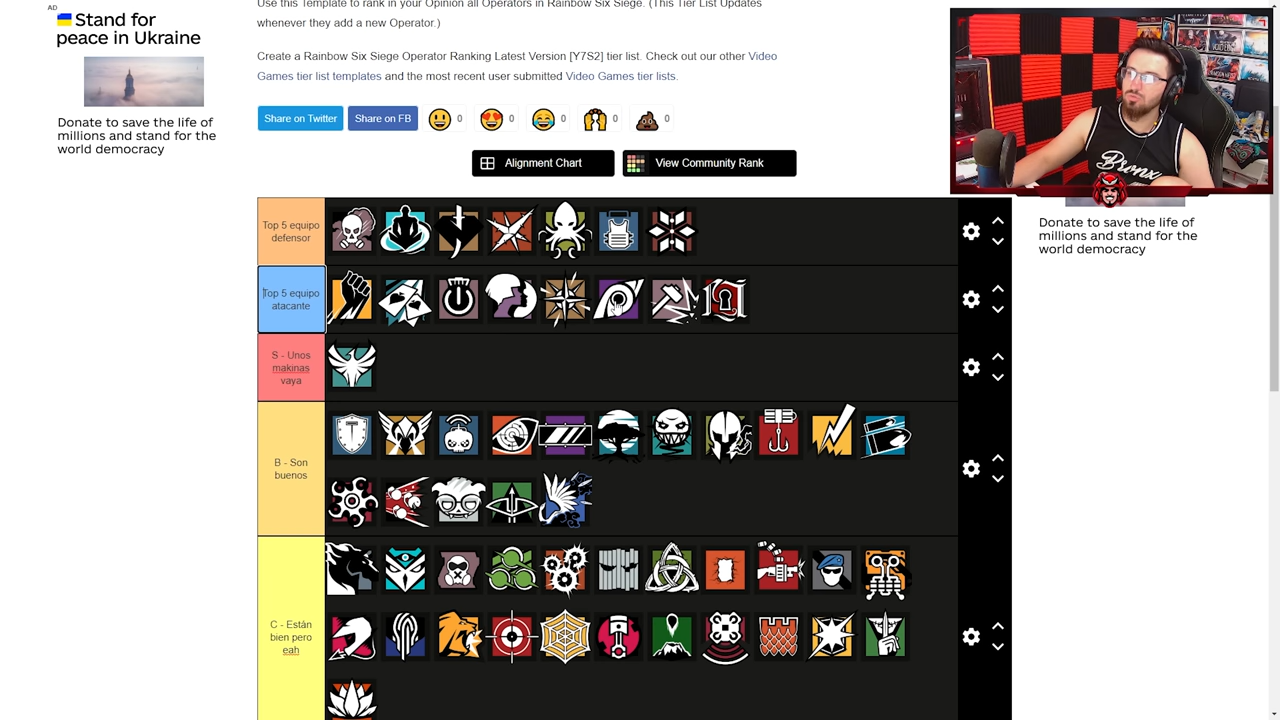 AD
Stand for
peace in Ukraine
Donate to save the life of
millions and stand for the
world democracy
Use this Template to rank in your Opinion all Operators in Rainbow Six Siege. (This Tier List Updates
whenever they add a new Operator.)
Create a Rainbow Six Siege Operator Ranking Lastest Version [Y7S2] tier list. Check out our other Video
Games tier list templates and the most recent user submitted Video Games tier lists.
Share on Twitter
Share on FB
0
0
0
0
0
Alignment Chart
View Community Rank
Bronx
Donate to save the life of
millions and stand for the
world democracy
Top 5 equipo
defensor
Top 5 equipo
atacante
S - Unos
makinas
vaya
B - Son
buenos
C - Están
bien pero
eah